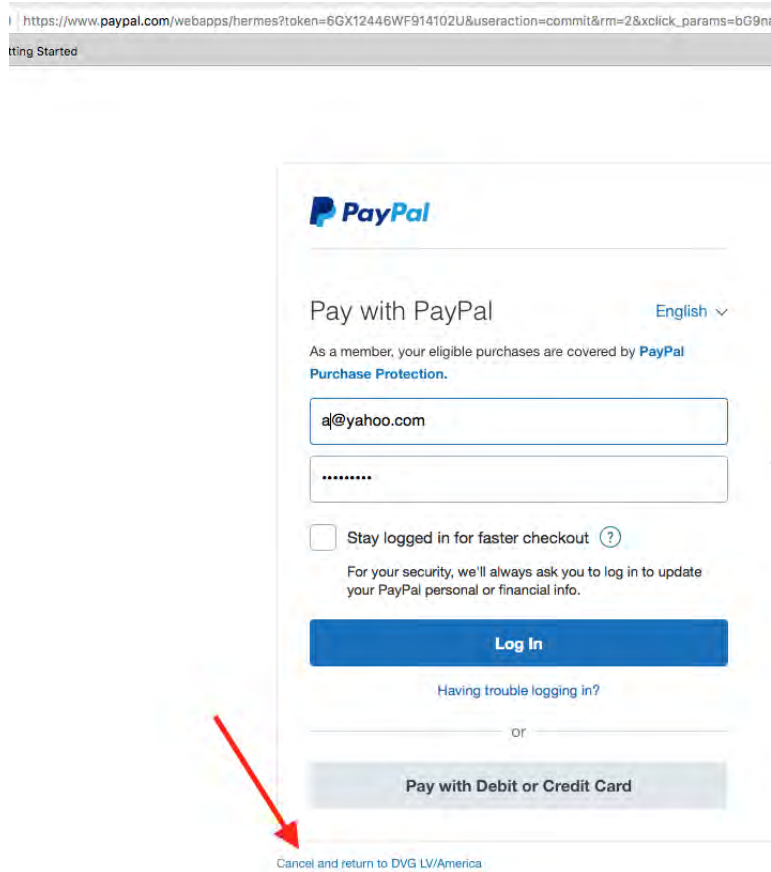 https://www.paypal.com/webapps/hermes?token=6GX12446WF914102U&useraction=commit&rm=2&xclick_params=bG9na
tting Started
PayPal
Pay with PayPal
English
As a member, your eligible purchases are covered by PayPal
Purchase Protection.
a@yahoo.com
•••••••••
Stay logged in for faster checkout ?
For your security, we'll always ask you to log in to update
your PayPal personal or financial info.
Log In
Having trouble logging in?
or
Pay with Debit or Credit Card
Cancel and return to DVG LV/America